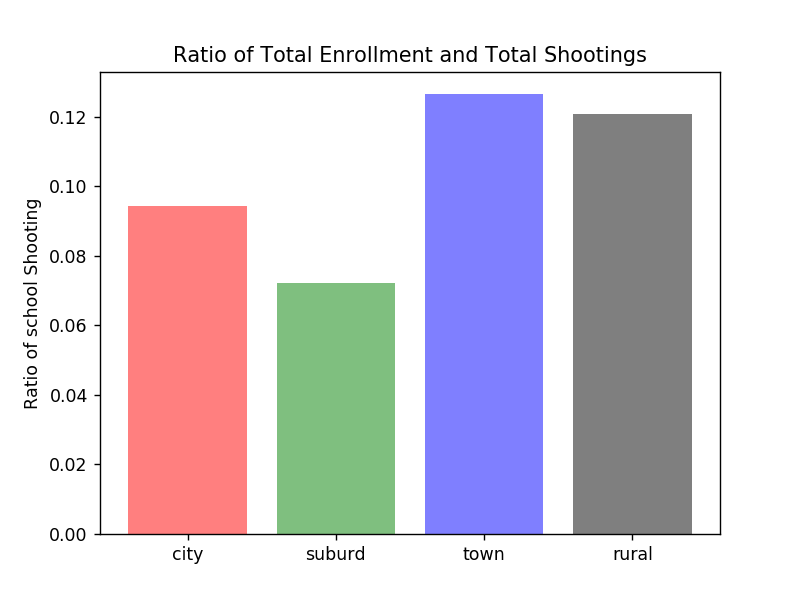 Ratio of Total Enrollment and Total Shootings
Ratio of school Shooting
0.12
0.10
0.08
0.06
0.04
0.02
0.00
city suburd town rural